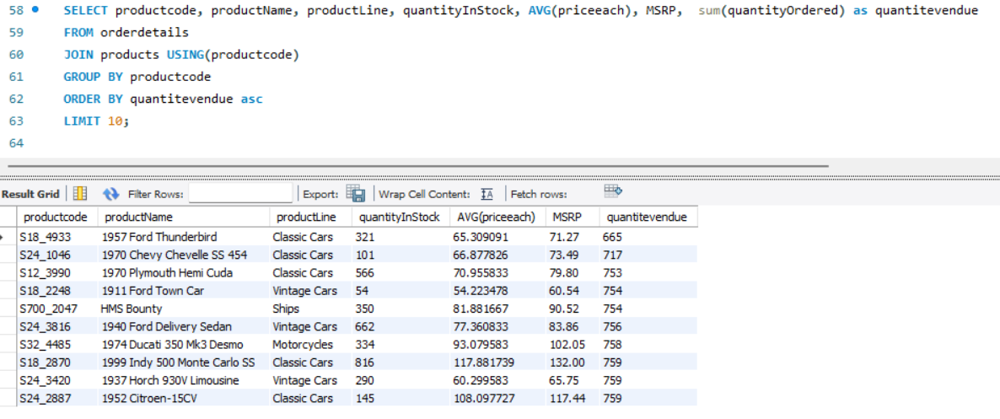 58 SELECT productcode, productName, productLine, quantityInStock, AVG(priceeach), MSRP,  sum(quantityOrdered) as quantitevendue
59 FROM orderdetails
60 JOIN products USING(productcode)
61 GROUP BY productcode
62 ORDER BY quantitevendue asc
63 LIMIT 10;
64
Result Grid Filter Rows: Export: Wrap Cell Content: Fetch rows:
productcode productName productLine quantityInStock AVG(priceeach) MSRP quantitevendue
S18_4933 1957 Ford Thunderbird Classic Cars 321 65.309091 71.27 665
S24_1046 1970 Chevy Chevelle SS 454 Classic Cars 101 66.877826 73.49 717
S12_3990 1970 Plymouth Hemi Cuda Classic Cars 566 70.955833 79.80 753
S18_2248 1911 Ford Town Car Vintage Cars 54 54.223478 60.54 754
S700_2047 HMS Bounty Ships 350 81.881667 90.52 754
S24_3816 1940 Ford Delivery Sedan Vintage Cars 662 77.360833 83.86 756
S32_4485 1974 Ducati 350 Mk3 Desmo Motorcycles 334 93.079583 102.05 758
S18_2870 1999 Indy 500 Monte Carlo SS Classic Cars 816 117.881739 132.00 759
S24_3420 1937 Horch 930V Limousine Vintage Cars 290 60.299583 65.75 759
S24_2887 1952 Citroen-15CV Classic Cars 145 108.097727 117.44 759